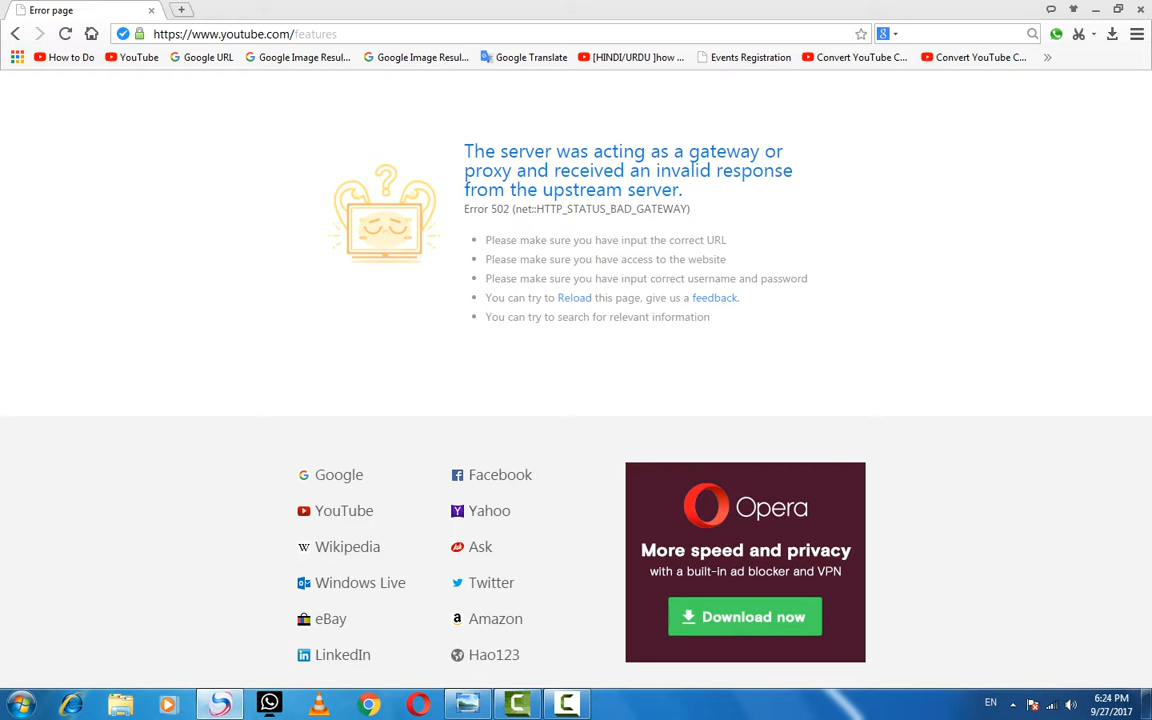 Error page
https://www.youtube.com/features
How to Do
YouTube
Google URL
Google Image Resul...
Google Image Resul...
Google Translate
[HINDI/URDU ]how ...
Events Registration
Convert YouTube C...
Convert YouTube C...
The server was acting as a gateway or
proxy and received an invalid response
from the upstream server.
Error 502 (net::HTTP_STATUS_BAD_GATEWAY)
Please make sure you have input the correct URL
Please make sure you have access to the website
Please make sure you have input correct username and password
You can try to Reload this page, give us a feedback.
You can try to search for relevant information
Google
Facebook
YouTube
Yahoo
Wikipedia
Ask
Windows Live
Twitter
eBay
Amazon
LinkedIn
Hao123
Opera
More speed and privacy
with a built-in ad blocker and VPN
Download now
EN
6:24 PM
9/27/2017